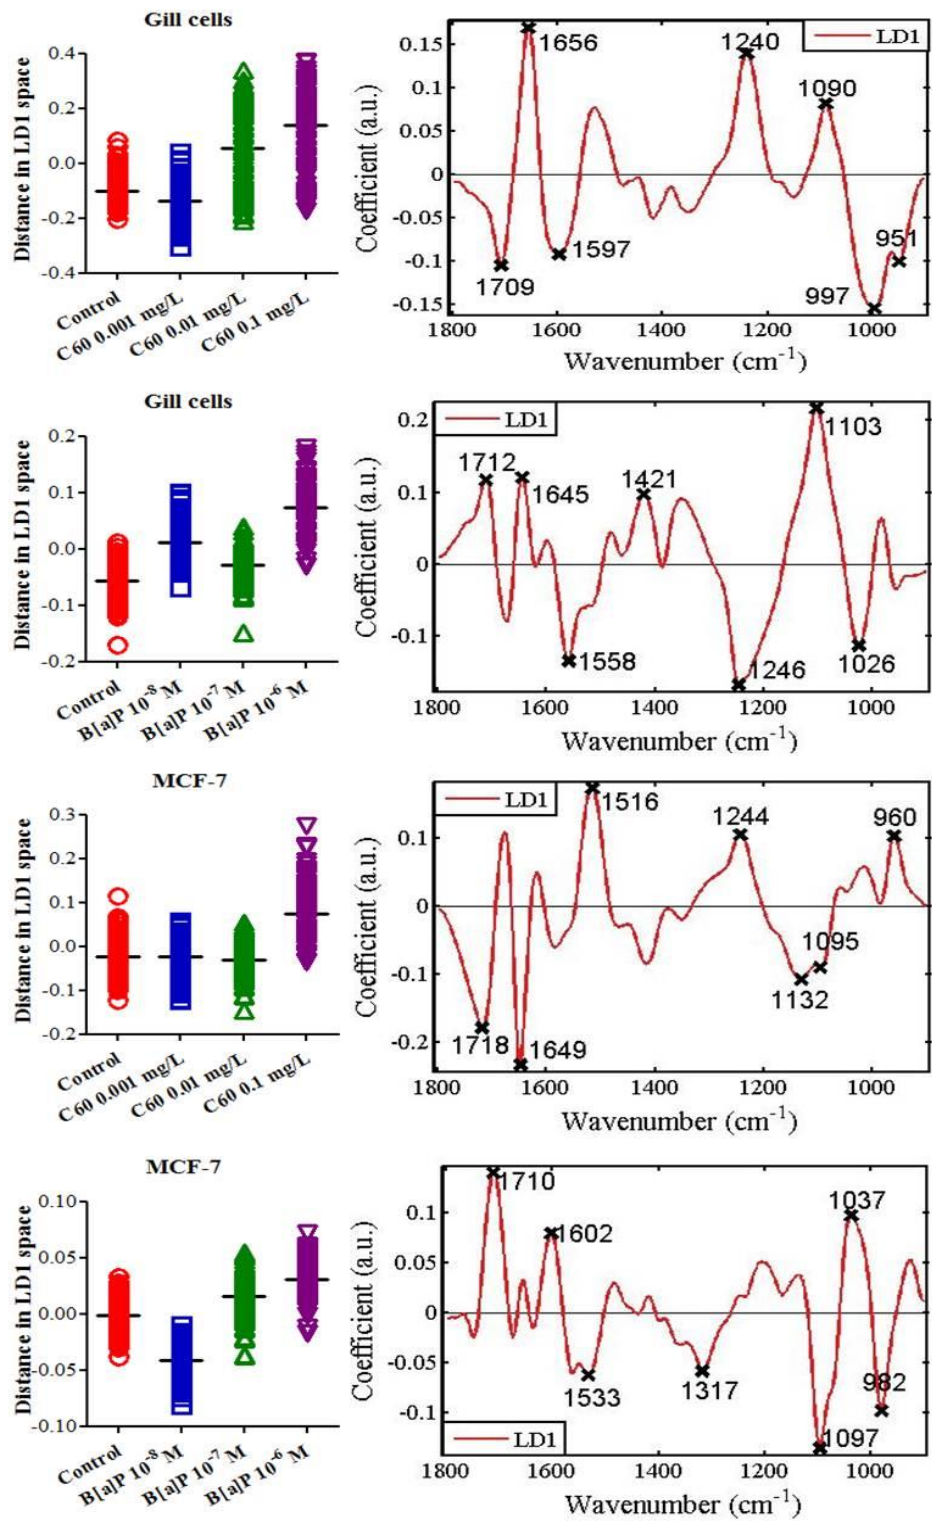 Gill cells
Distance in LD1 space
0.4
0.2
0.0
-0.2
-0.4
Control
C60 0.001 mg/L
C60 0.01 mg/L
C60 0.1 mg/L
Coefficient (a.u.)
0.15
0.1
0.05
0
-0.05
-0.1
-0.15
LD1
1656
1240
1090
1709
1597
997
951
1800 1600 1400 1200 1000
Wavenumber (cm⁻¹)
Gill cells
Distance in LD1 space
0.2
0.1
0.0
-0.1
-0.2
Control
B[a]P 10⁻⁸ M
B[a]P 10⁻⁷ M
B[a]P 10⁻⁶ M
Coefficient (a.u.)
0.2
0.1
0
-0.1
LD1
1712
1645
1421
1103
1558
1246
1026
1800 1600 1400 1200 1000
Wavenumber (cm⁻¹)
MCF-7
Distance in LD1 space
0.3
0.2
0.1
0.0
-0.1
-0.2
Control
C60 0.001 mg/L
C60 0.01 mg/L
C60 0.1 mg/L
Coefficient (a.u.)
0.1
0
-0.1
-0.2
LD1
1516
1244
960
1095
1132
1718
1649
1800 1600 1400 1200 1000
Wavenumber (cm⁻¹)
MCF-7
Distance in LD1 space
0.10
0.05
0.00
-0.05
-0.10
Control
B[a]P 10⁻⁸ M
B[a]P 10⁻⁷ M
B[a]P 10⁻⁶ M
Coefficient (a.u.)
0.1
0.05
0
-0.05
-0.1
1710
1602
1037
1533
1317
982
1097
LD1
1800 1600 1400 1200 1000
Wavenumber (cm⁻¹)